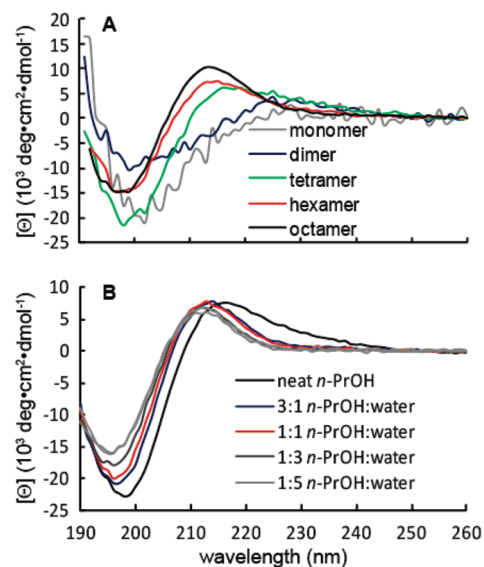 A
20
15
10
5
0
-5
-10
-15
-20
-25
[Θ] (10³ deg•cm²•dmol⁻¹)
monomer
dimer
tetramer
hexamer
octamer
B
10
5
0
-5
-10
-15
-20
-25
[Θ] (10³ deg•cm²•dmol⁻¹)
neat n-PrOH
3:1 n-PrOH:water
1:1 n-PrOH:water
1:3 n-PrOH:water
1:5 n-PrOH:water
190 200 210 220 230 240 250 260
wavelength (nm)